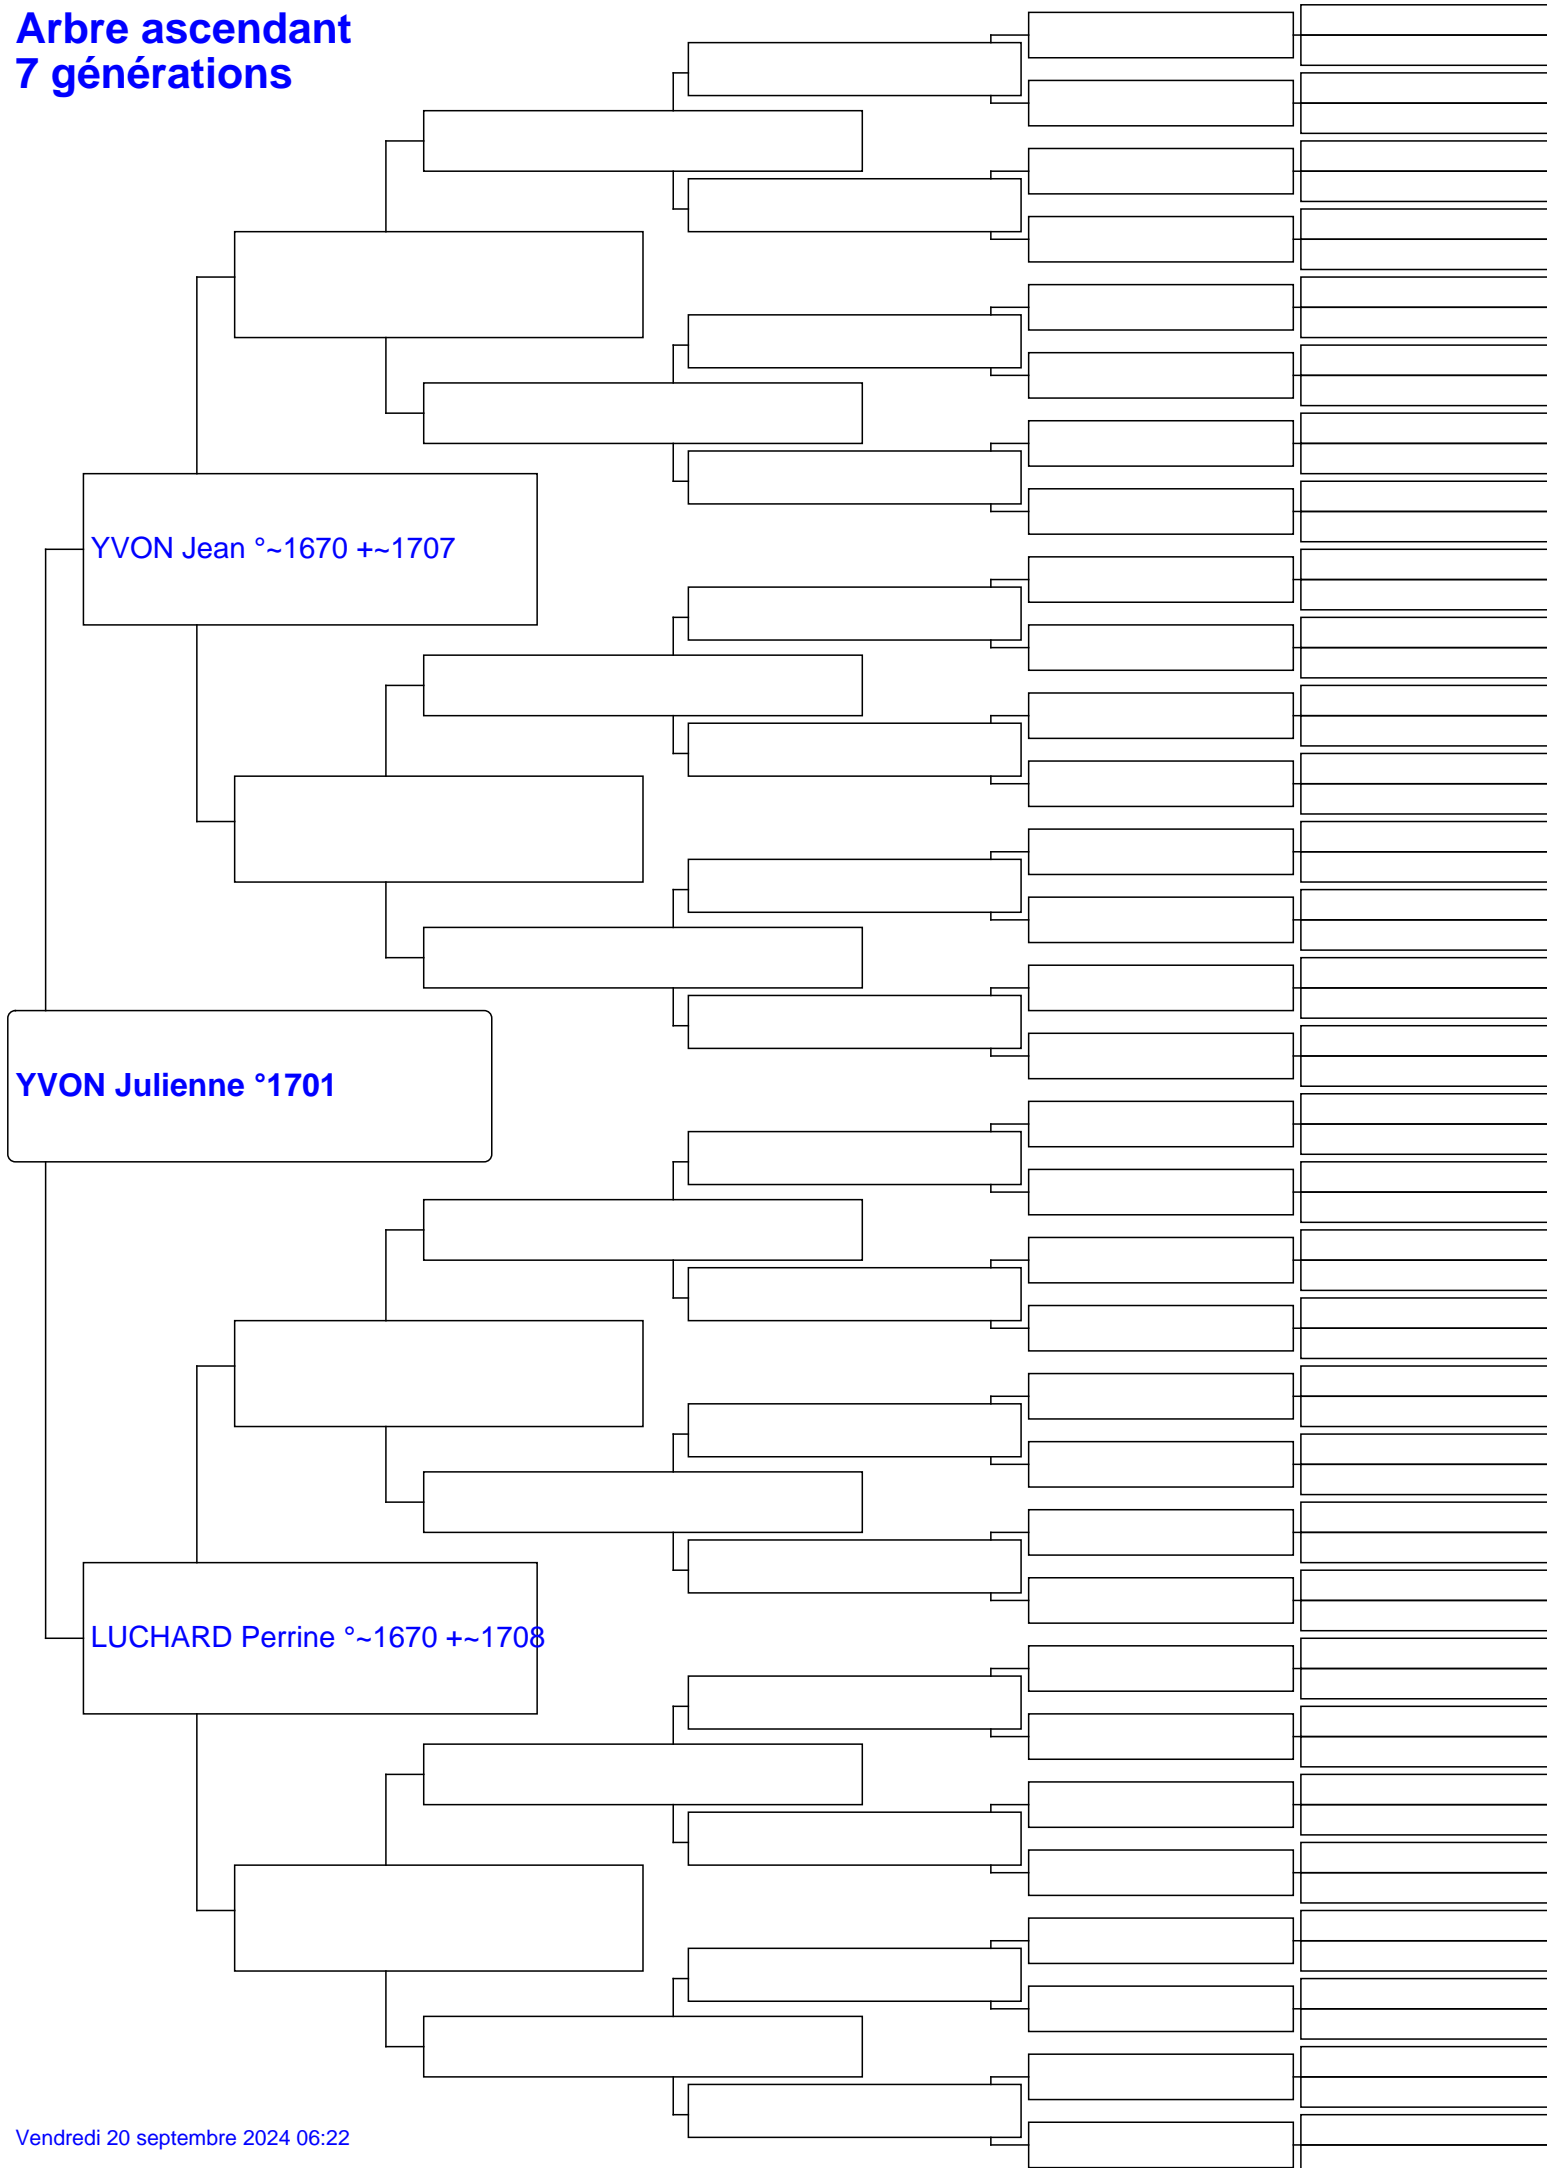 Arbre ascendant
7 générations
YVON Jean °~1670 +~1707
YVON Julienne °1701
LUCHARD Perrine °~1670 +~1708
Vendredi 20 septembre 2024 06:22